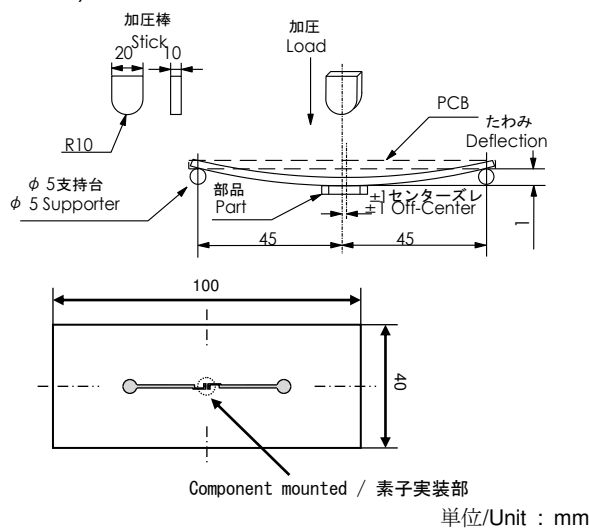 加圧棒
Stick
20
10
R10
加圧
Load
PCB
たわみ
Deflection
φ5支持台
φ5 Supporter
部品
Part
±1センターズレ
±1 Off-Center
45
45
1
100
40
Component mounted / 素子実装部
単位/Unit : mm